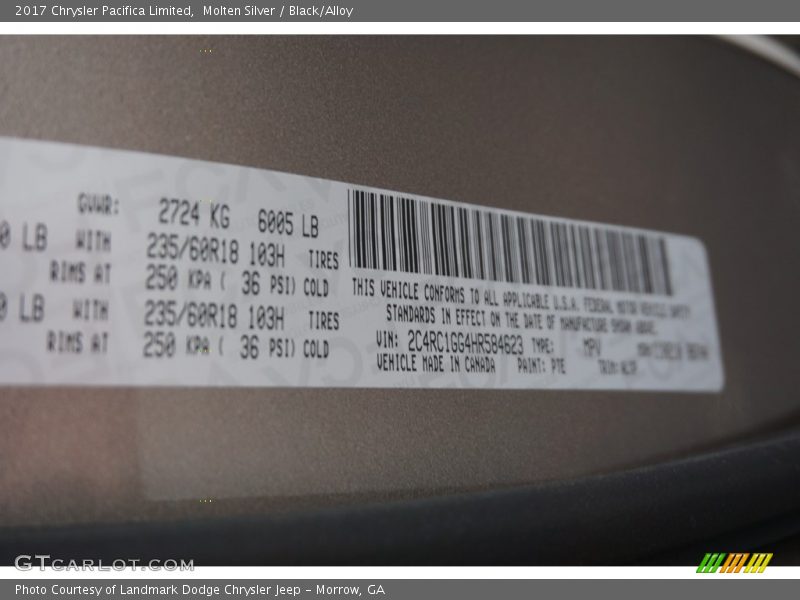 2017 Chrysler Pacifica Limited, Molten Silver / Black/Alloy
GVWR: 2724 KG 6005 LB
0 LB WITH 235/60R18 103H TIRES
RIMS AT 250 KPA ( 36 PSI) COLD
0 LB WITH 235/60R18 103H TIRES
RIMS AT 250 KPA ( 36 PSI) COLD
THIS VEHICLE CONFORMS TO ALL APPLICABLE U.S.A. FEDERAL MOTOR VEHICLE SAFETY
STANDARDS IN EFFECT ON THE DATE OF MANUFACTURE SHOWN ABOVE.
VIN: 2C4RC1GG4HR584623 TYPE: MPV
VEHICLE MADE IN CANADA PAINT: PTE TRIM:
GTCARLOT.COM
Photo Courtesy of Landmark Dodge Chrysler Jeep – Morrow, GA